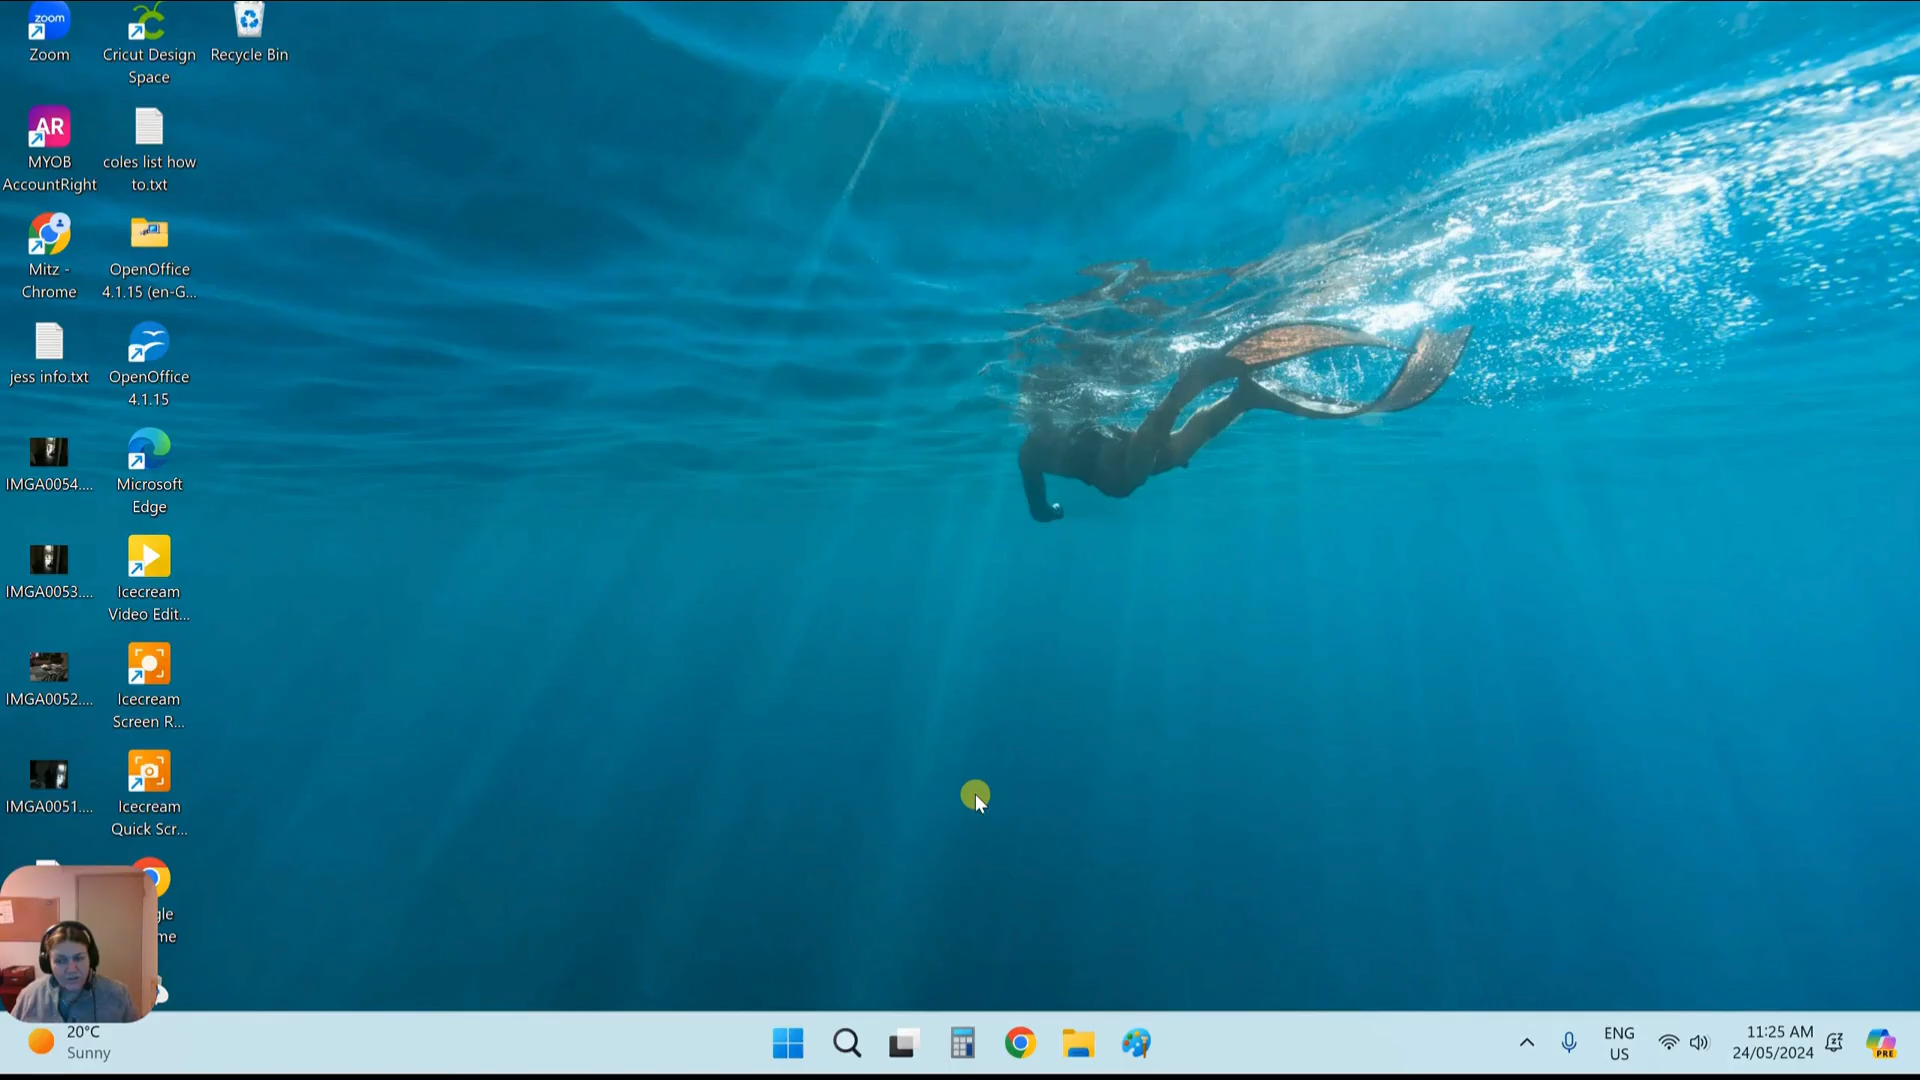 zoom
Zoom
Cricut Design
Space
Recycle Bin
AR
MYOB
AccountRight
coles list how
to.txt
Mitz -
Chrome
OpenOffice
4.1.15 (en-G...
jess info.txt
OpenOffice
4.1.15
IMGA0054....
Microsoft
Edge
IMGA0053....
Icecream
Video Edit...
IMGA0052....
Icecream
Screen R...
IMGA0051....
Icecream
Quick Scr...
gle
me
20°C
Sunny
ENG
US
11:25 AM
24/05/2024
PRE